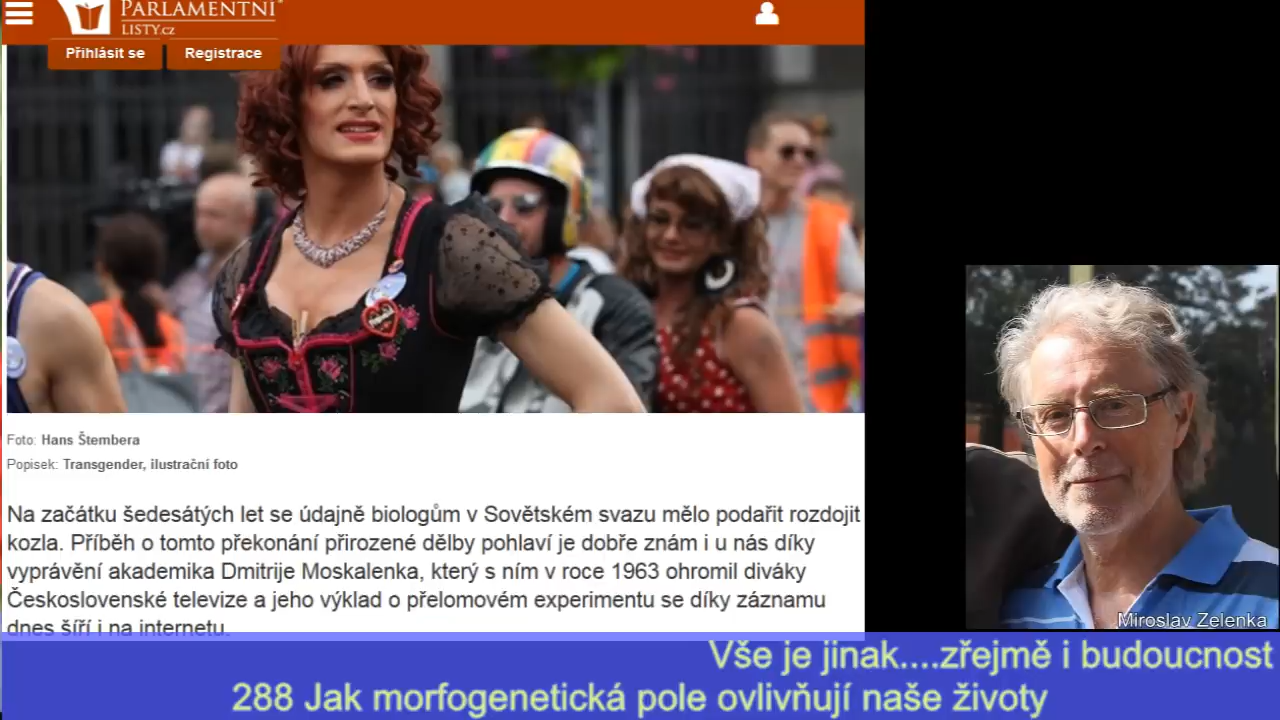 PARLAMENTNÍ
LISTY.cz
Přihlásit se
Registrace
Foto: Hans Štembera
Popisek: Transgender, ilustrační foto
Na začátku šedesátých let se údajně biologům v Sovětském svazu mělo podařit rozdojit
kozla. Příběh o tomto překonání přirozené dělby pohlaví je dobře znám i u nás díky
vyprávění akademika Dmitrije Moskalenka, který s ním v roce 1963 ohromil diváky
Československé televize a jeho výklad o přelomovém experimentu se díky záznamu
dnes šíří i na internetu.
Miroslav Zelenka
Vše je jinak....zřejmě i budoucnost
288 Jak morfogenetická pole ovlivňují naše životy